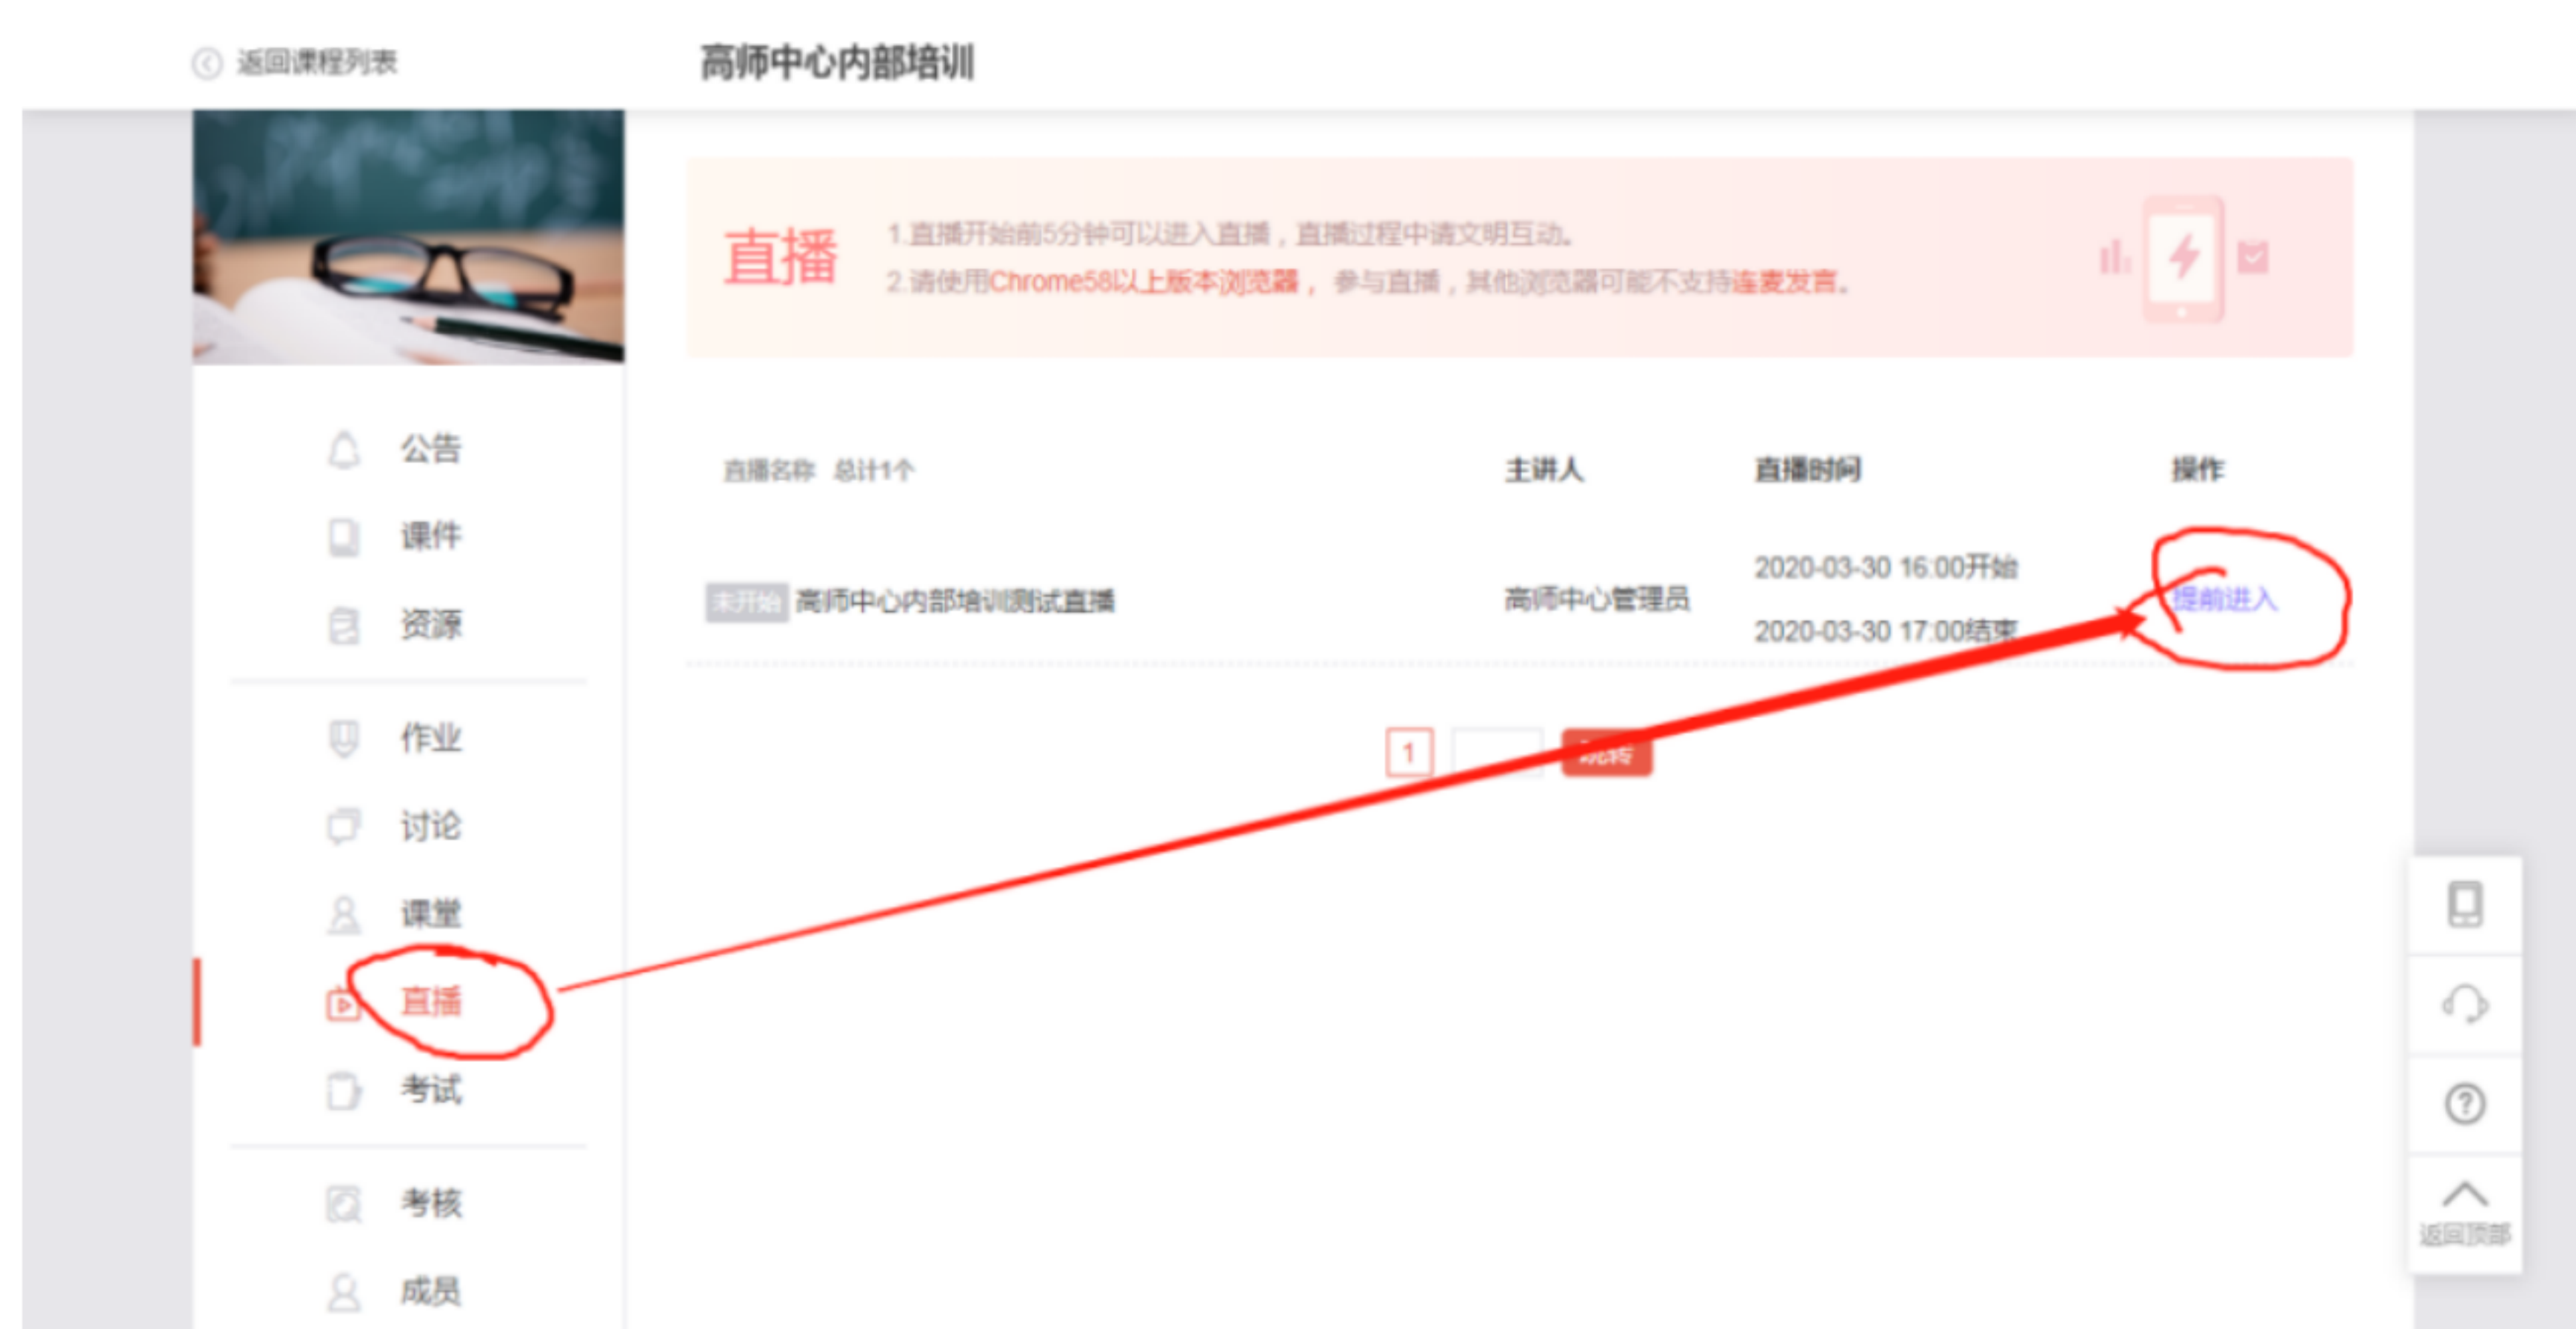 返回课程列表
高师中心内部培训
直播
1.直播开始前5分钟可以进入直播，直播过程中请文明互动。
2.请使用Chrome58以上版本浏览器， 参与直播，其他浏览器可能不支持连麦发言。
公告
课件
资源
作业
讨论
课堂
直播
考试
考核
成员
直播名称 总计1个 主讲人 直播时间 操作
未开始 高师中心内部培训测试直播 高师中心管理员 2020-03-30 16:00开始 提前进入
2020-03-30 17:00结束
1 跳转
返回顶部